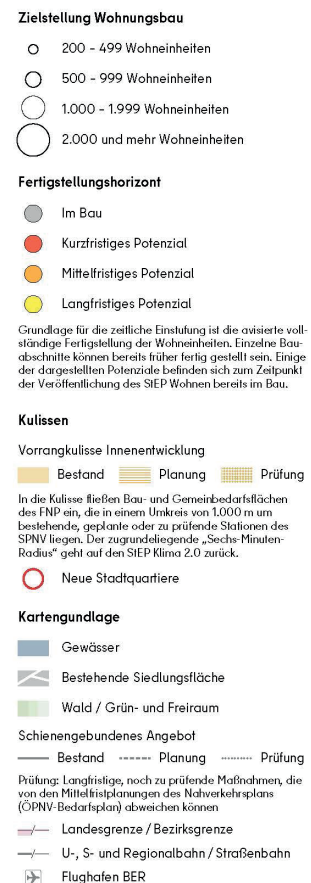 Zielstellung Wohnungsbau
200 - 499 Wohneinheiten
500 - 999 Wohneinheiten
1.000 - 1.999 Wohneinheiten
2.000 und mehr Wohneinheiten
Fertigstellungshorizont
Im Bau
Kurzfristiges Potenzial
Mittelfristiges Potenzial
Langfristiges Potenzial
Grundlage für die zeitliche Einstufung ist die avisierte voll-
ständige Fertigstellung der Wohneinheiten. Einzelne Bau-
abschnitte können bereits früher fertig gestellt sein. Einige
der dargestellten Potenziale befinden sich zum Zeitpunkt
der Veröffentlichung des StEP Wohnen bereits im Bau.
Kulissen
Vorrangkulisse Innenentwicklung
Bestand Planung Prüfung
In die Kulisse fließen Bau- und Gemeinbedarfsflächen
des FNP ein, die in einem Umkreis von 1.000 m um
bestehende, geplante oder zu prüfende Stationen des
SPNV liegen. Der zugrundeliegende „Sechs-Minuten-
Radius" geht auf den StEP Klima 2.0 zurück.
Neue Stadtquartiere
Kartengundlage
Gewässer
Bestehende Siedlungsfläche
Wald / Grün- und Freiraum
Schienengebundenes Angebot
Bestand Planung Prüfung
Prüfung: Langfristige, noch zu prüfende Maßnahmen, die
von den Mittelfristplanungen des Nahverkehrsplans
(ÖPNV-Bedarfsplan) abweichen können
Landesgrenze / Bezirksgrenze
U-, S- und Regionalbahn / Straßenbahn
Flughafen BER